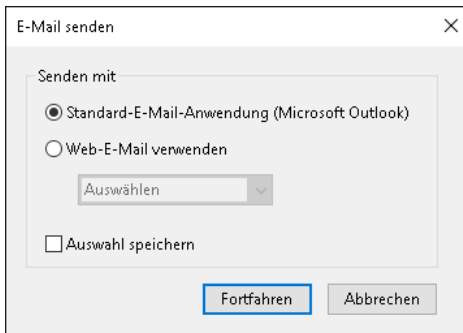 E-Mail senden
Senden mit
Standard-E-Mail-Anwendung (Microsoft Outlook)
Web-E-Mail verwenden
Auswählen
Auswahl speichern
Fortfahren
Abbrechen